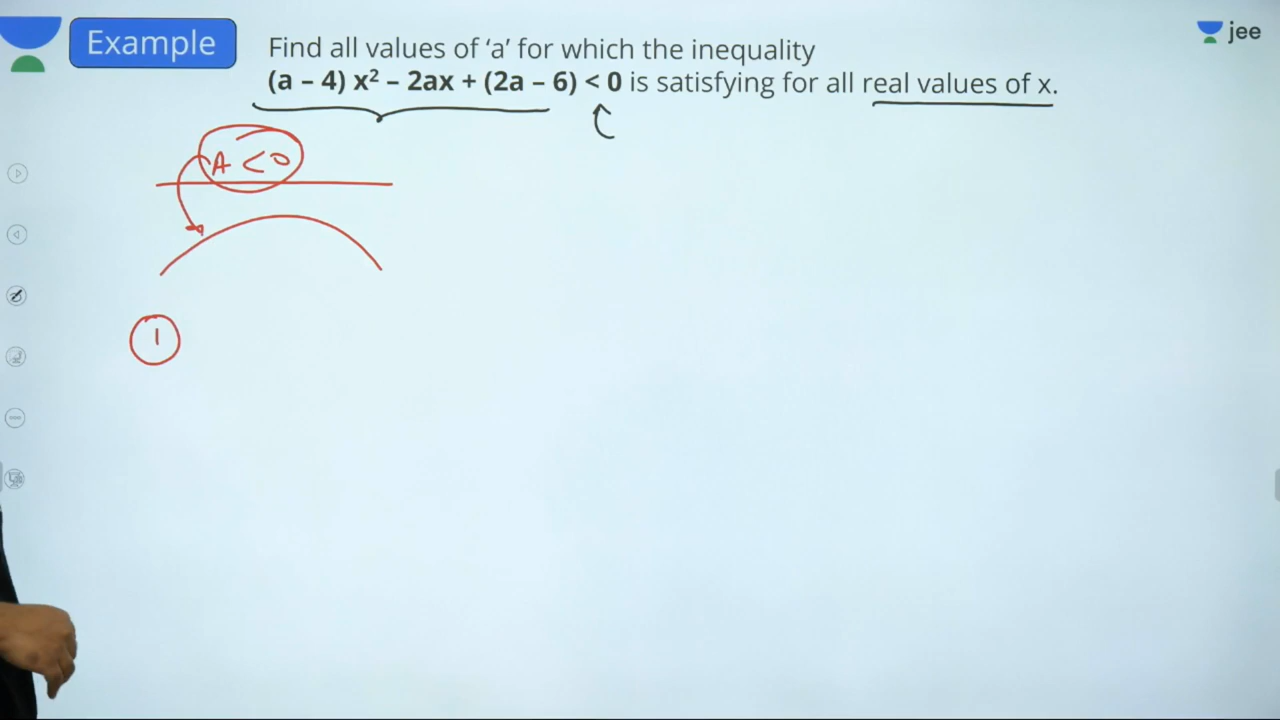 Example
Find all values of ‘a’ for which the inequality
(a – 4) x² – 2ax + (2a – 6) < 0 is satisfying for all real values of x.
jee
A < 0
1